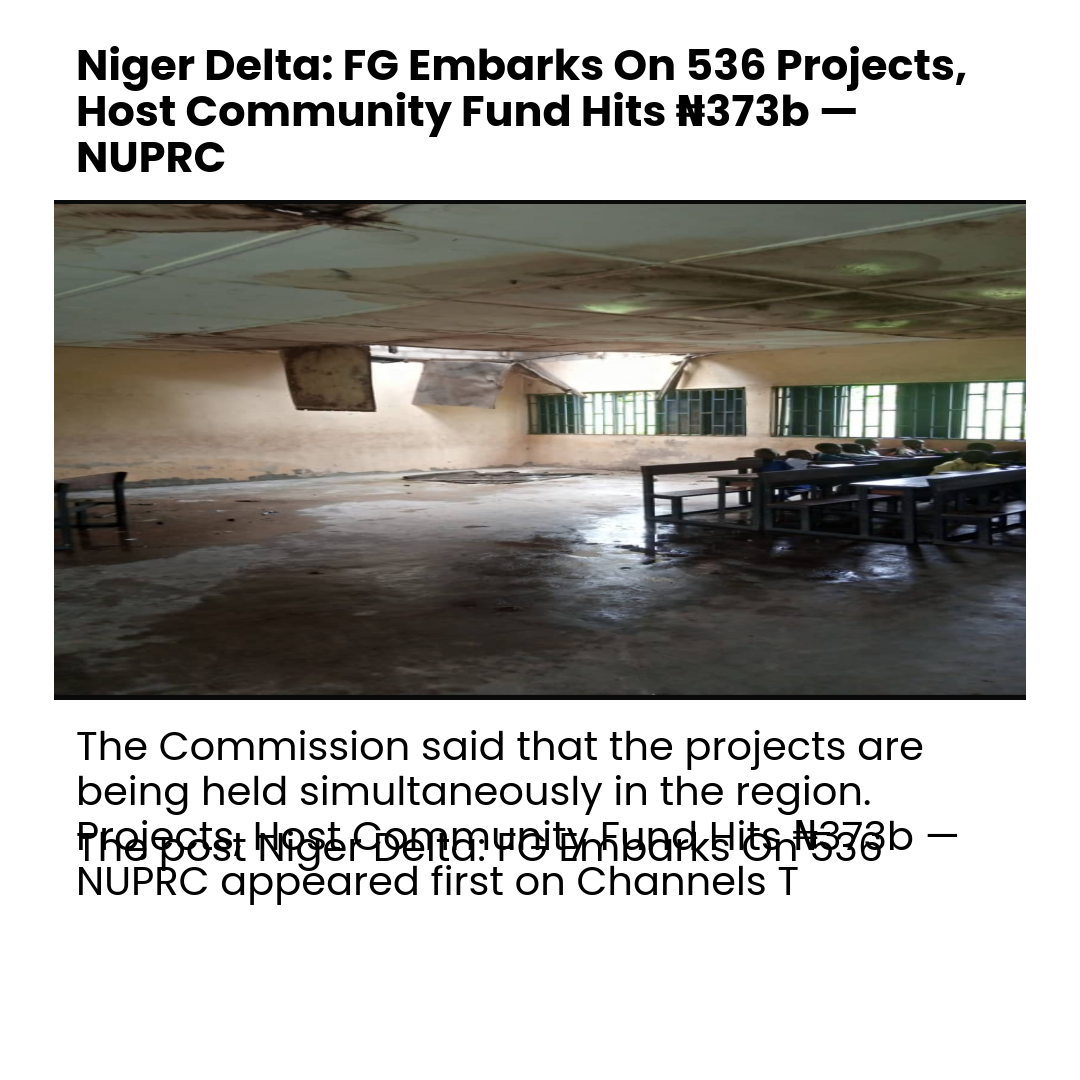 Niger Delta: FG Embarks On 536 Projects,
Host Community Fund Hits ₦373b —
NUPRC
The Commission said that the projects are
being held simultaneously in the region.
The post Niger Delta: FG Embarks On 536
Projects, Host Community Fund Hits ₦373b —
NUPRC appeared first on Channels T